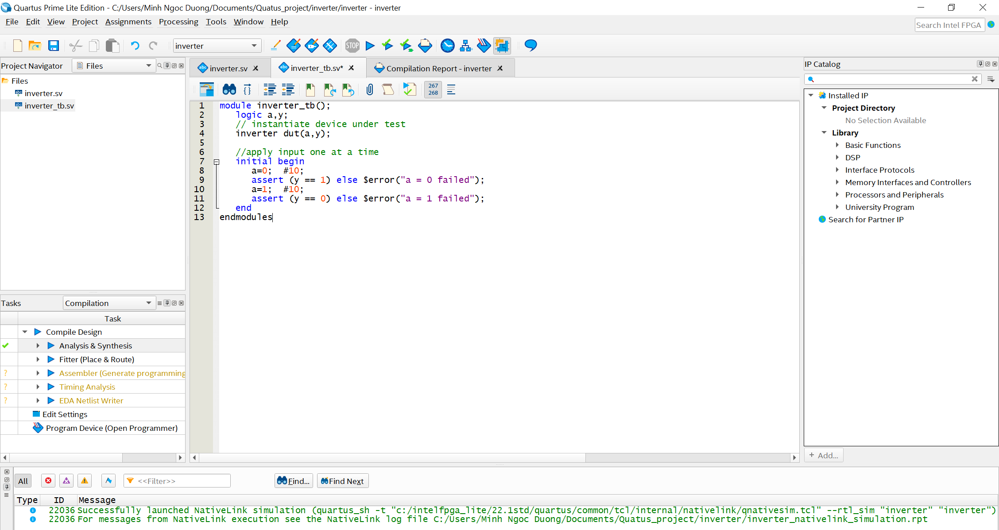 Quartus Prime Lite Edition - C:/Users/Minh Ngoc Duong/Documents/Quatus_project/inverter/inverter - inverter
File Edit View Project Assignments Processing Tools Window Help
Search Intel FPGA
inverter
STOP
Project Navigator
Files
Files
inverter.sv
inverter_tb.sv
abc inverter.sv
abc inverter_tb.sv*
Compilation Report - inverter
267
268
1 module inverter_tb();
2 logic a,y;
3 // instantiate device under test
4 inverter dut(a,y);
5
6 //apply input one at a time
7 initial begin
8 a=0; #10;
9 assert (y == 1) else $error("a = 0 failed");
10 a=1; #10;
11 assert (y == 0) else $error("a = 1 failed");
12 end
13 endmodules
IP Catalog
Installed IP
Project Directory
No Selection Available
Library
Basic Functions
DSP
Interface Protocols
Memory Interfaces and Controllers
Processors and Peripherals
University Program
Search for Partner IP
+ Add...
Tasks
Compilation
Task
Compile Design
Analysis & Synthesis
Fitter (Place & Route)
? Assembler (Generate programming
? Timing Analysis
? EDA Netlist Writer
Edit Settings
Program Device (Open Programmer)
All
<<Filter>>
Find...
Find Next
Type ID Message
22036 Successfully launched NativeLink simulation (quartus_sh -t "c:/intelfpga_lite/22.1std/quartus/common/tcl/internal/nativelink/qnativesim.tcl" --rtl_sim "inverter" "inverter")
22036 For messages from NativeLink execution see the NativeLink log file C:/Users/Minh Ngoc Duong/Documents/Quatus_project/inverter/inverter_nativelink_simulation.rpt